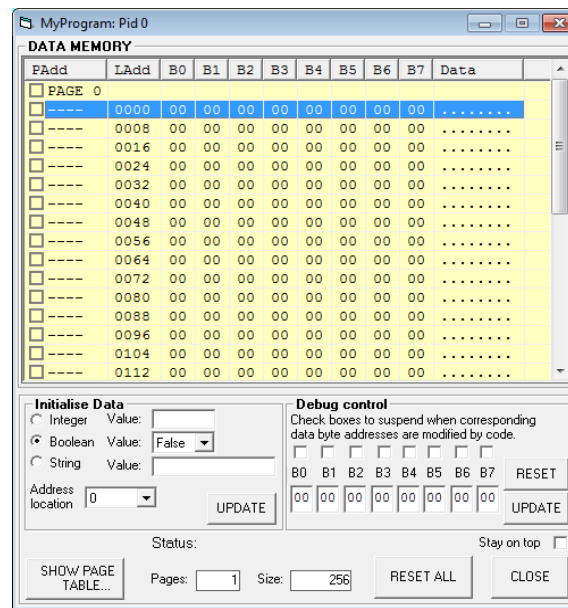 MyProgram: Pid 0
DATA MEMORY
PAdd LAdd B0 B1 B2 B3 B4 B5 B6 B7 Data
PAGE 0
---- 0000 00 00 00 00 00 00 00 00 ........
---- 0008 00 00 00 00 00 00 00 00 ........
---- 0016 00 00 00 00 00 00 00 00 ........
---- 0024 00 00 00 00 00 00 00 00 ........
---- 0032 00 00 00 00 00 00 00 00 ........
---- 0040 00 00 00 00 00 00 00 00 ........
---- 0048 00 00 00 00 00 00 00 00 ........
---- 0056 00 00 00 00 00 00 00 00 ........
---- 0064 00 00 00 00 00 00 00 00 ........
---- 0072 00 00 00 00 00 00 00 00 ........
---- 0080 00 00 00 00 00 00 00 00 ........
---- 0088 00 00 00 00 00 00 00 00 ........
---- 0096 00 00 00 00 00 00 00 00 ........
---- 0104 00 00 00 00 00 00 00 00 ........
---- 0112 00 00 00 00 00 00 00 00 ........
Initialise Data
Integer Value:
Boolean Value: False
String Value:
Address
location 0
UPDATE
Debug control
Check boxes to suspend when corresponding
data byte addresses are modified by code.
B0 B1 B2 B3 B4 B5 B6 B7 RESET
00 00 00 00 00 00 00 00 UPDATE
Status: Stay on top
SHOW PAGE
TABLE...
Pages: 1 Size: 256 RESET ALL CLOSE